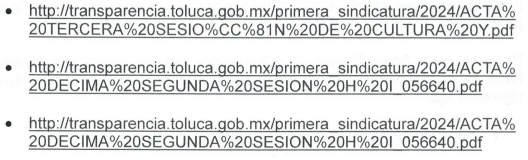 • http://transparencia.toluca.gob.mx/primera_sindicatura/2024/ACTA%
20TERCERA%20SESIO%CC%81N%20DE%20CULTURA%20Y.pdf
• http://transparencia.toluca.gob.mx/primera_sindicatura/2024/ACTA%
20DECIMA%20SEGUNDA%20SESION%20H%20I_056640.pdf
• http://transparencia.toluca.gob.mx/primera_sindicatura/2024/ACTA%
20DECIMA%20SEGUNDA%20SESION%20H%20I_056640.pdf